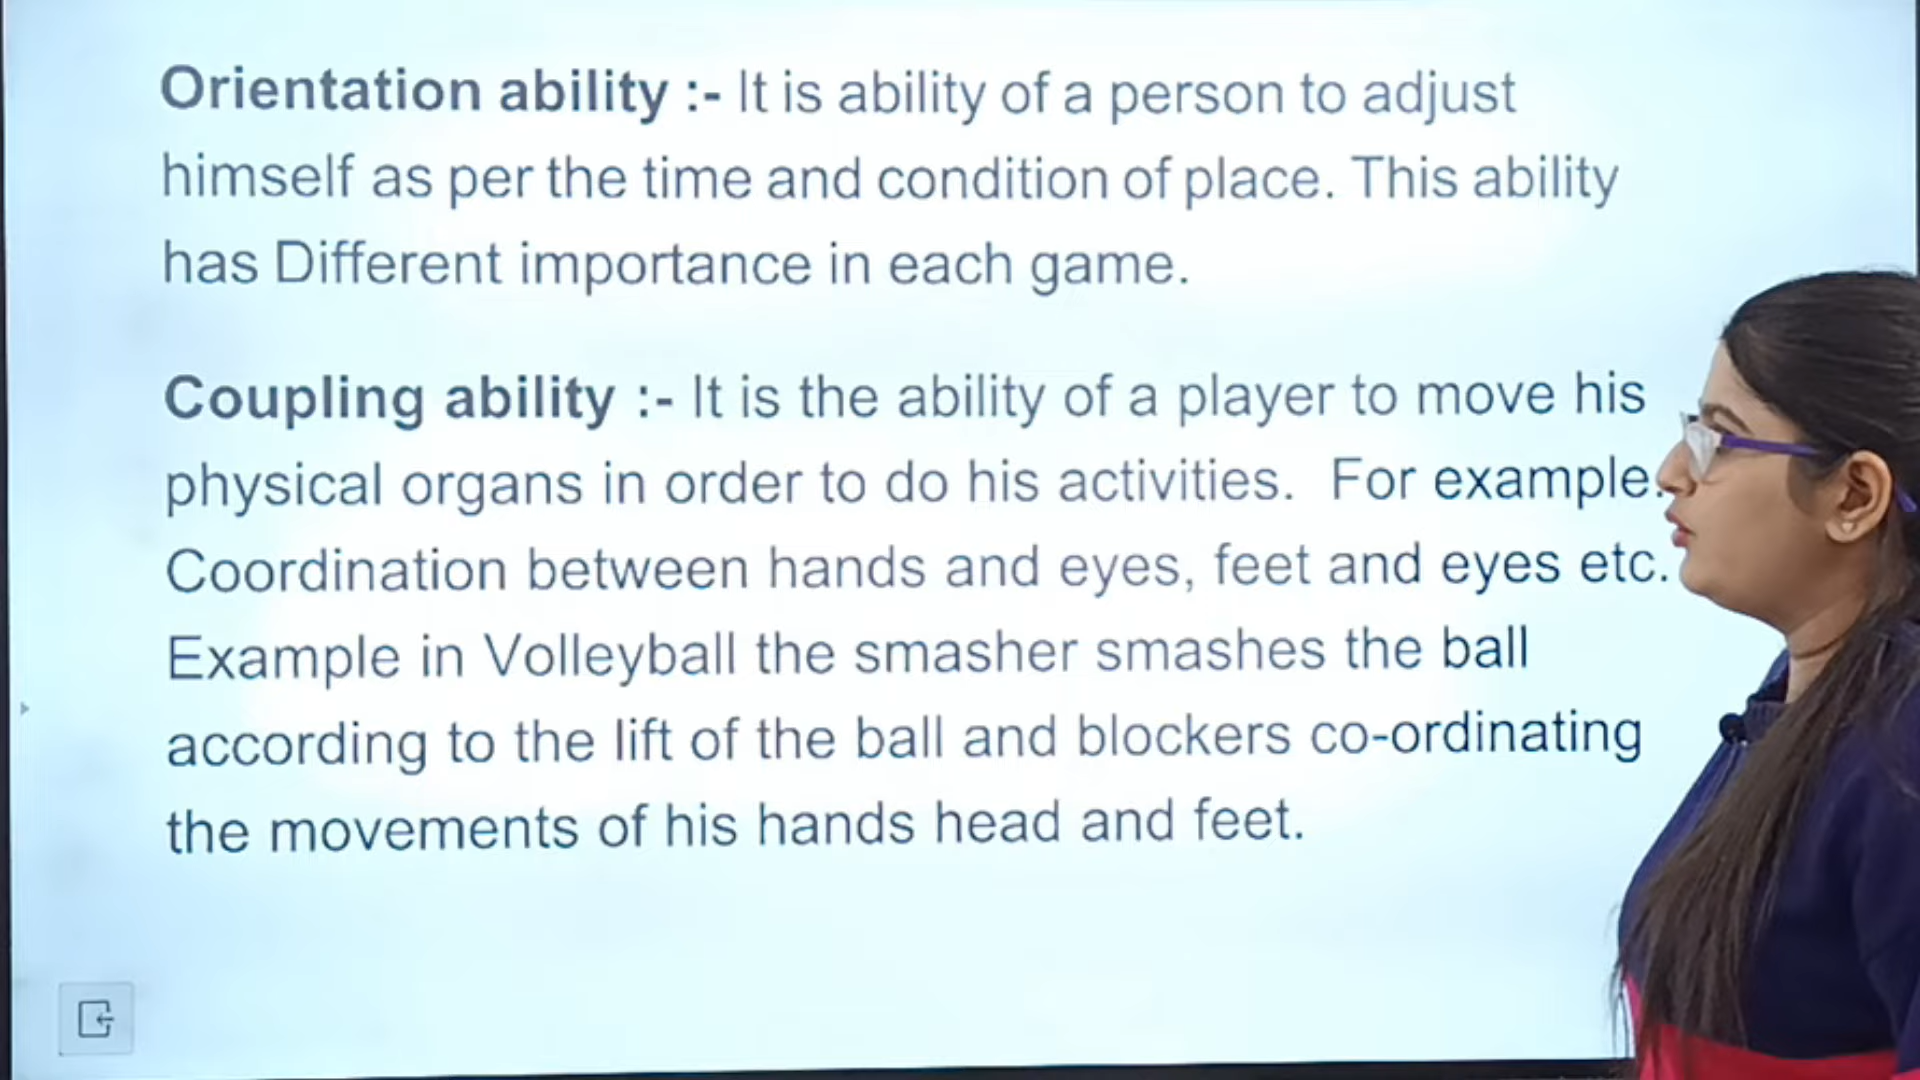 Orientation ability :- It is ability of a person to adjust
himself as per the time and condition of place. This ability
has Different importance in each game.
Coupling ability :- It is the ability of a player to move his
physical organs in order to do his activities. For example.
Coordination between hands and eyes, feet and eyes etc.
Example in Volleyball the smasher smashes the ball
according to the lift of the ball and blockers co-ordinating
the movements of his hands head and feet.